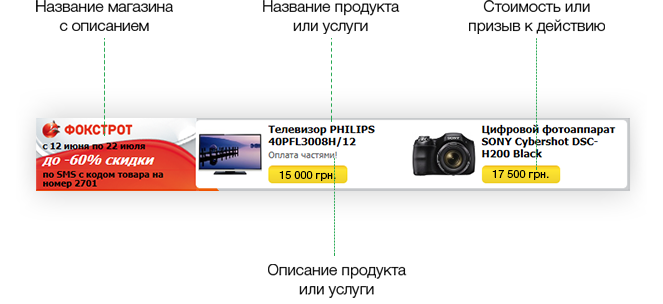 Название магазина
с описанием
Название продукта
или услуги
Стоимость или
призыв к действию
ФОКСТРОТ
с 12 июня по 22 июля
до -60% скидки
по SMS с кодом товара на
номер 2701
Телевизор PHILIPS
40PFL3008H/12
Оплата частями!
15 000 грн.
Цифровой фотоаппарат
SONY Cybershot DSC-
H200 Black
17 500 грн.
Описание продукта
или услуги